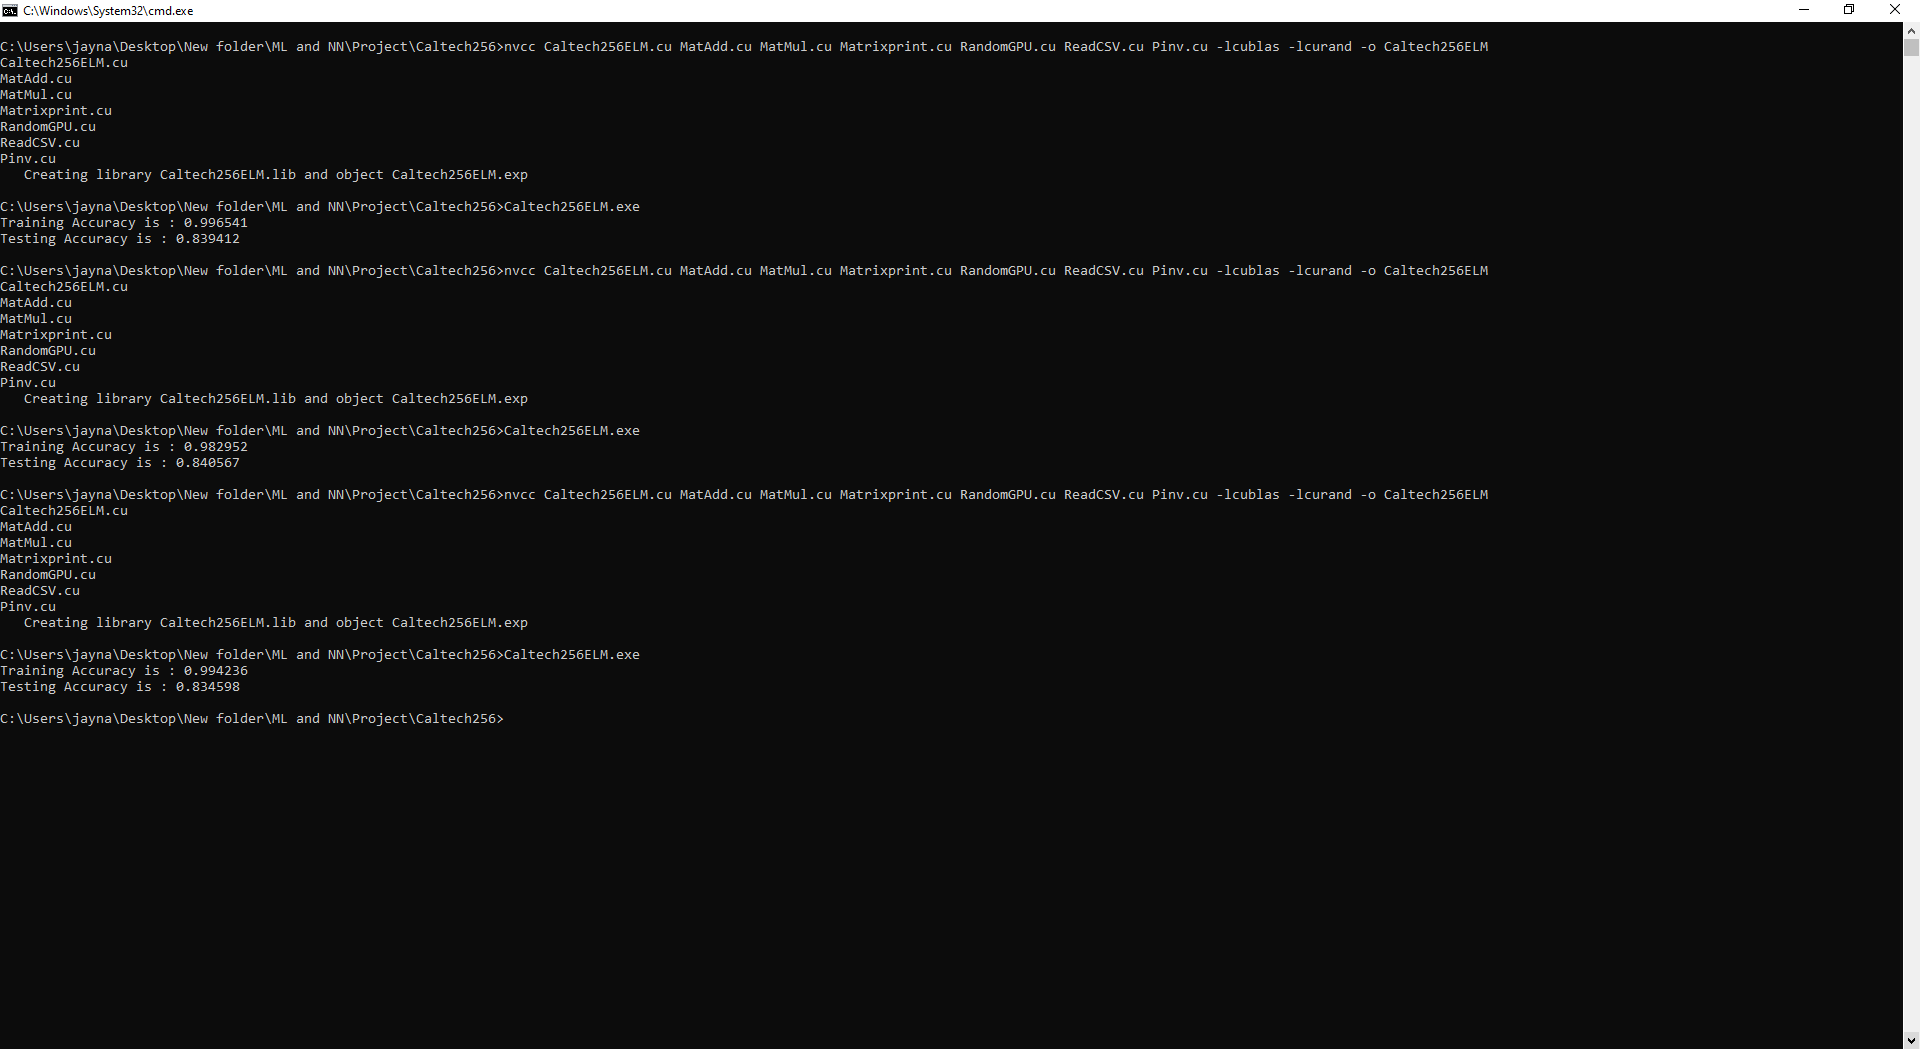 C:\Windows\System32\cmd.exe
C:\Users\jayna\Desktop\New folder\ML and NN\Project\Caltech256>nvcc Caltech256ELM.cu MatAdd.cu MatMul.cu Matrixprint.cu RandomGPU.cu ReadCSV.cu Pinv.cu -lcublas -lcurand -o Caltech256ELM
Caltech256ELM.cu
MatAdd.cu
MatMul.cu
Matrixprint.cu
RandomGPU.cu
ReadCSV.cu
Pinv.cu
   Creating library Caltech256ELM.lib and object Caltech256ELM.exp
C:\Users\jayna\Desktop\New folder\ML and NN\Project\Caltech256>Caltech256ELM.exe
Training Accuracy is : 0.996541
Testing Accuracy is : 0.839412
C:\Users\jayna\Desktop\New folder\ML and NN\Project\Caltech256>nvcc Caltech256ELM.cu MatAdd.cu MatMul.cu Matrixprint.cu RandomGPU.cu ReadCSV.cu Pinv.cu -lcublas -lcurand -o Caltech256ELM
Caltech256ELM.cu
MatAdd.cu
MatMul.cu
Matrixprint.cu
RandomGPU.cu
ReadCSV.cu
Pinv.cu
   Creating library Caltech256ELM.lib and object Caltech256ELM.exp
C:\Users\jayna\Desktop\New folder\ML and NN\Project\Caltech256>Caltech256ELM.exe
Training Accuracy is : 0.982952
Testing Accuracy is : 0.840567
C:\Users\jayna\Desktop\New folder\ML and NN\Project\Caltech256>nvcc Caltech256ELM.cu MatAdd.cu MatMul.cu Matrixprint.cu RandomGPU.cu ReadCSV.cu Pinv.cu -lcublas -lcurand -o Caltech256ELM
Caltech256ELM.cu
MatAdd.cu
MatMul.cu
Matrixprint.cu
RandomGPU.cu
ReadCSV.cu
Pinv.cu
   Creating library Caltech256ELM.lib and object Caltech256ELM.exp
C:\Users\jayna\Desktop\New folder\ML and NN\Project\Caltech256>Caltech256ELM.exe
Training Accuracy is : 0.994236
Testing Accuracy is : 0.834598
C:\Users\jayna\Desktop\New folder\ML and NN\Project\Caltech256>